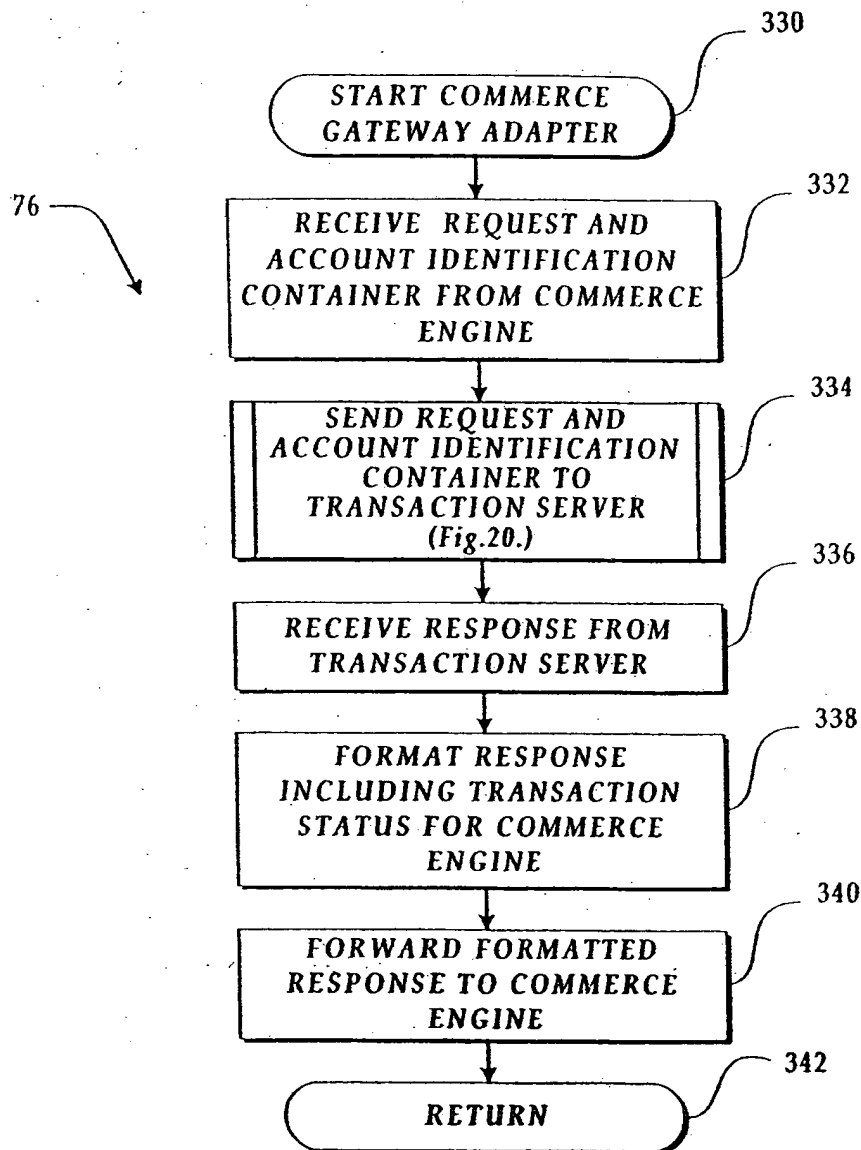 330
START COMMERCE
GATEWAY ADAPTER
76
332
RECEIVE REQUEST AND
ACCOUNT IDENTIFICATION
CONTAINER FROM COMMERCE
ENGINE
334
SEND REQUEST AND
ACCOUNT IDENTIFICATION
CONTAINER TO
TRANSACTION SERVER
(Fig.20.)
336
RECEIVE RESPONSE FROM
TRANSACTION SERVER
338
FORMAT RESPONSE
INCLUDING TRANSACTION
STATUS FOR COMMERCE
ENGINE
340
FORWARD FORMATTED
RESPONSE TO COMMERCE
ENGINE
342
RETURN